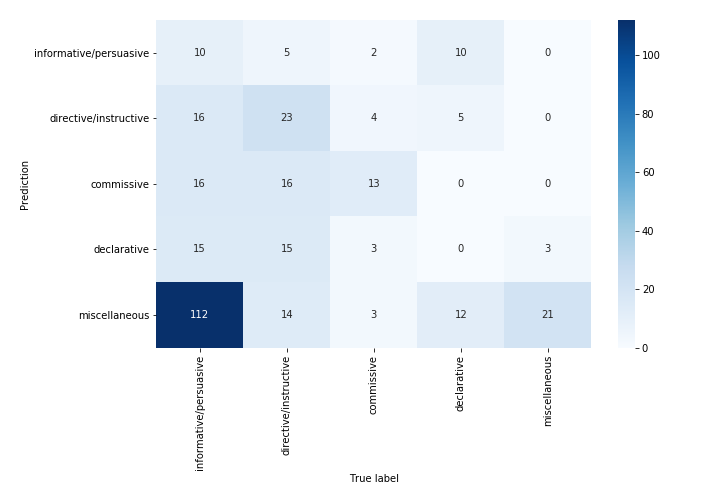 informative/persuasive 10 5 2 10 0
directive/instructive 16 23 4 5 0
commissive 16 16 13 0 0
declarative 15 15 3 0 3
miscellaneous 112 14 3 12 21
Prediction
informative/persuasive
directive/instructive
commissive
declarative
miscellaneous
True label
100
80
60
40
20
0